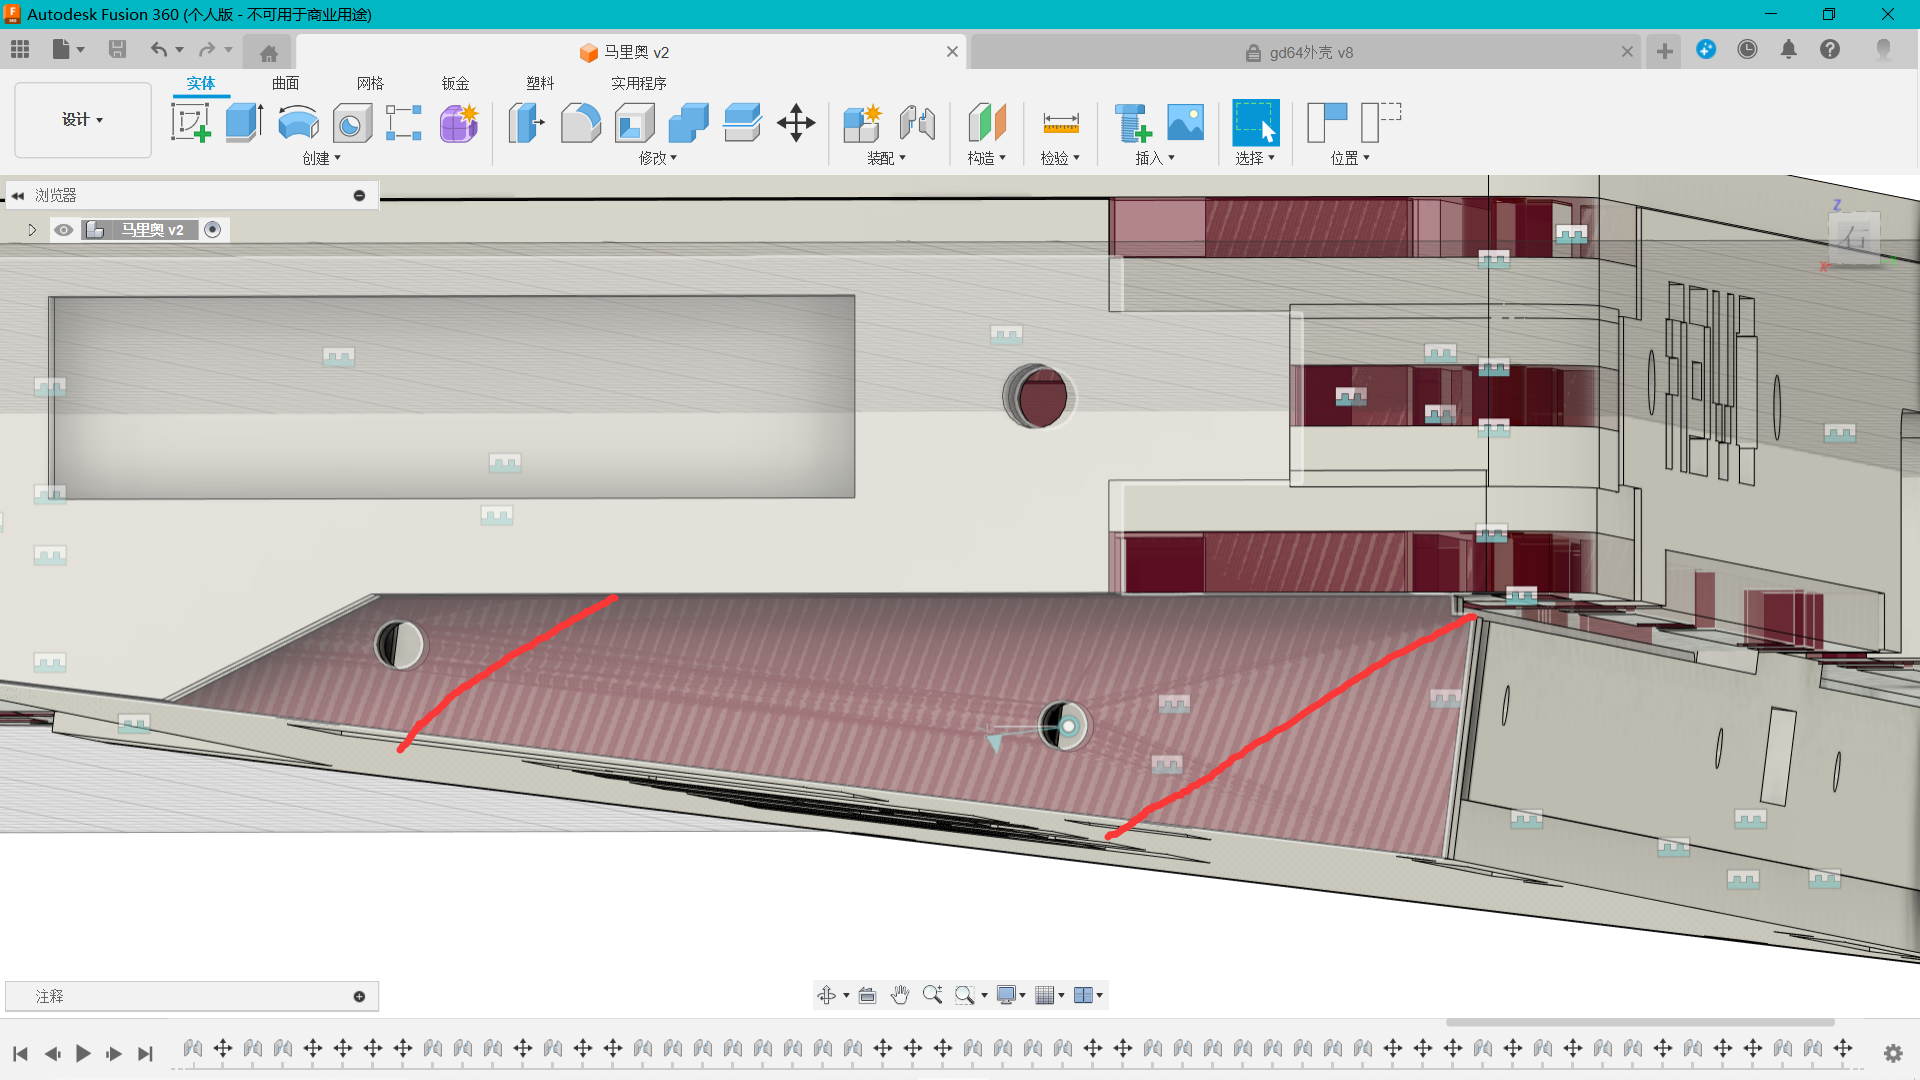 Autodesk Fusion 360 (个人版 - 不可用于商业用途)
马里奥 v2
gd64外壳 v8
实体 曲面 网格 钣金 塑料 实用程序
设计
创建 修改 装配 构造 检验 插入 选择 位置
浏览器
马里奥 v2
Z
右
X
注释